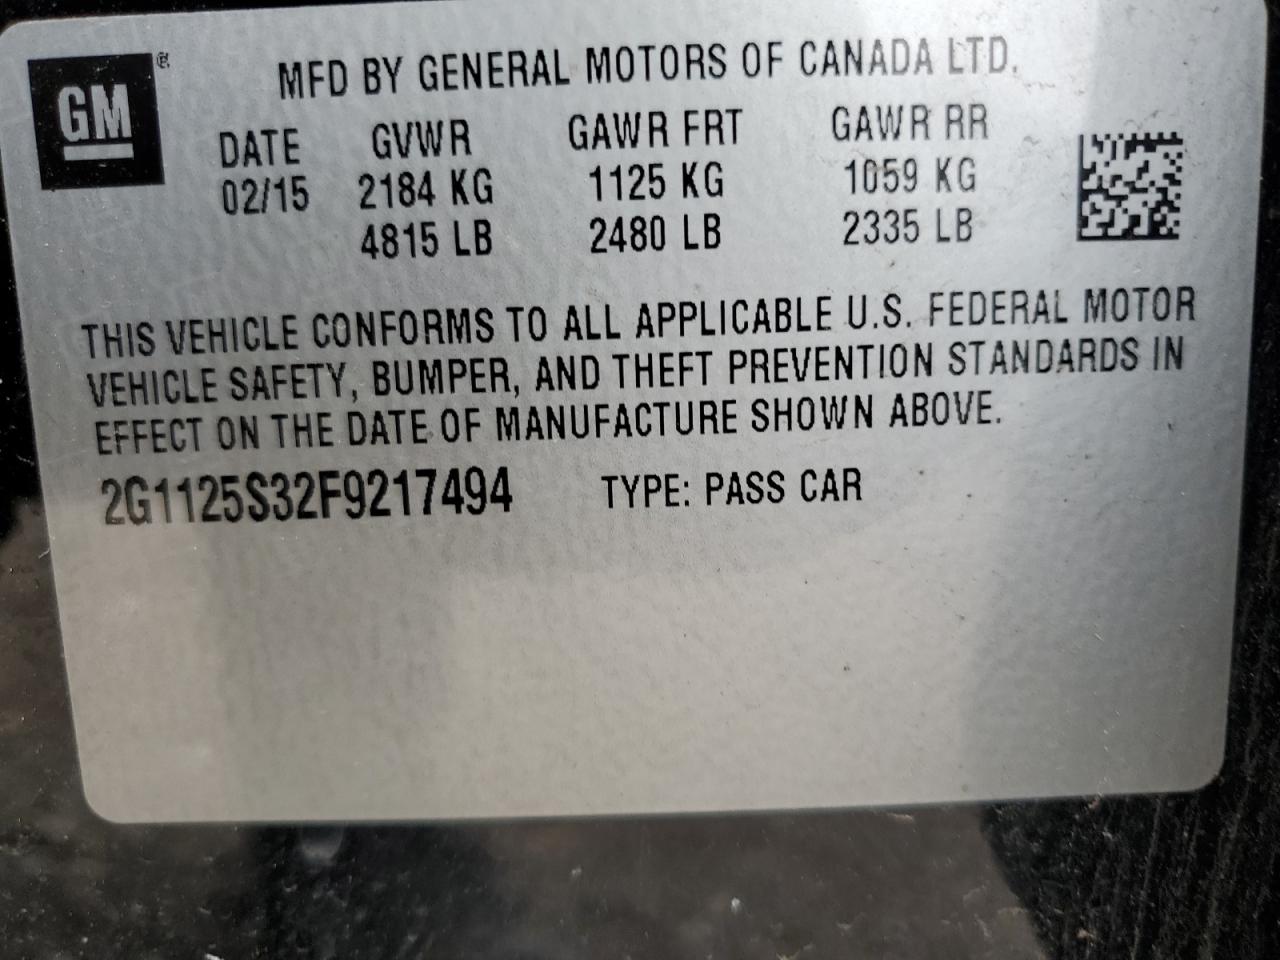 GM
MFD BY GENERAL MOTORS OF CANADA LTD.
DATE GVWR GAWR FRT GAWR RR
02/15 2184 KG 1125 KG 1059 KG
4815 LB 2480 LB 2335 LB
THIS VEHICLE CONFORMS TO ALL APPLICABLE U.S. FEDERAL MOTOR
VEHICLE SAFETY, BUMPER, AND THEFT PREVENTION STANDARDS IN
EFFECT ON THE DATE OF MANUFACTURE SHOWN ABOVE.
2G1125S32F9217494 TYPE: PASS CAR